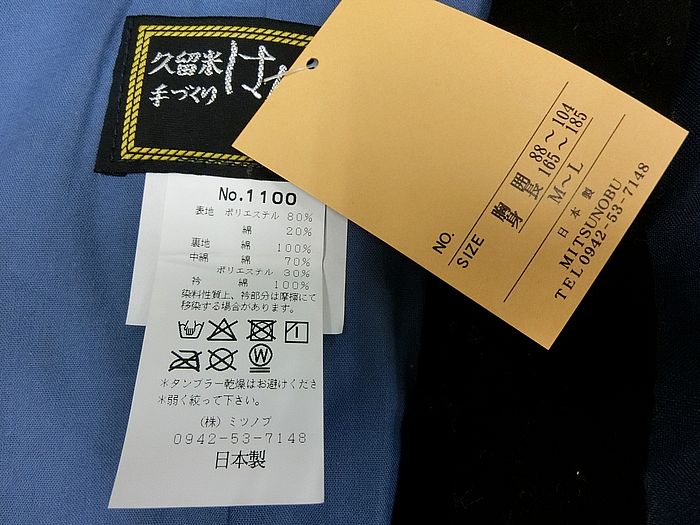 久留米
手づくり
は
No.1100
表地 ポリエステル 80%
綿 20%
裏地 綿 100%
中綿 綿 70%
ポリエステル 30%
衿 綿 100%
染料性質上、衿部分は摩擦にて
移染する場合があります。
*タンブラー乾燥はお避けくださ
*弱く絞って下さい。
(株)ミツノブ
0942-53-7148
日本製
NO.
SIZE
胸囲 88〜104
身長 165〜185
M〜L
日本製
MITSUNOBU
TEL 0942-53-7148